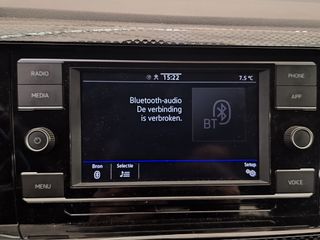 RADIO
MEDIA
MENU
15:22
7.5 °C
Bluetooth-audio
De verbinding
is verbroken.
BT
Bron
Selectie
Setup
PHONE
APP
VOICE